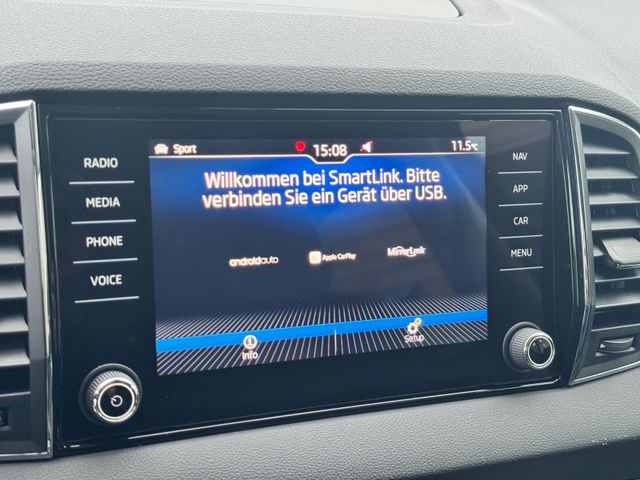 Sport
15:08
11.5°C
RADIO
MEDIA
PHONE
VOICE
Willkommen bei SmartLink. Bitte
verbinden Sie ein Gerät über USB.
androidauto
Apple CarPlay
MirrorLink
Info
Setup
NAV
APP
CAR
MENU